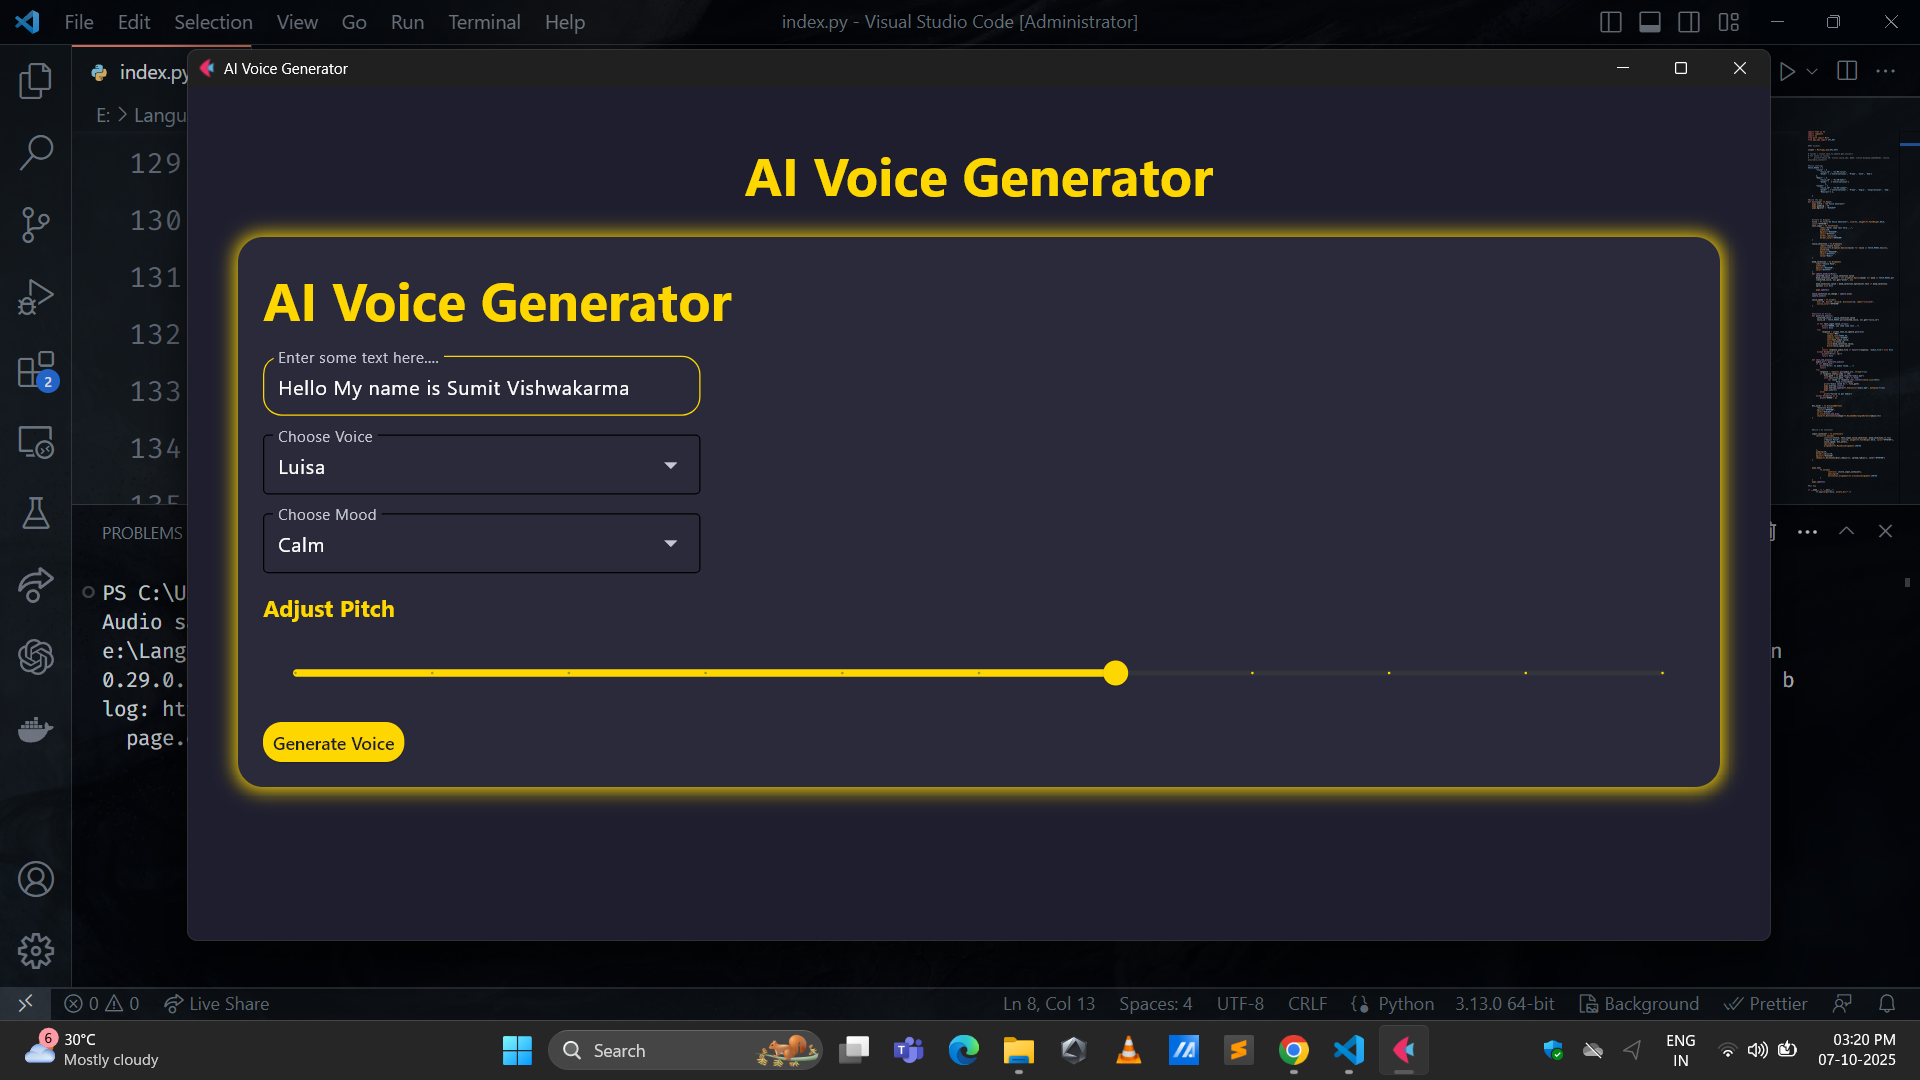 File Edit Selection View Go Run Terminal Help
index.py - Visual Studio Code [Administrator]
index.py
AI Voice Generator
E: > Langu
129
130
131
132
133
134
135
AI Voice Generator
AI Voice Generator
Enter some text here....
Hello My name is Sumit Vishwakarma
Choose Voice
Luisa
Choose Mood
Calm
Adjust Pitch
Generate Voice
2
PROBLEMS
PS C:\U
Audio s
e:\Lang n
0.29.0. b
log: ht
page.
0 0 Live Share
Ln 8, Col 13 Spaces: 4 UTF-8 CRLF Python 3.13.0 64-bit Background Prettier
6
30°C
Mostly cloudy
Search
ENG
IN
03:20 PM
07-10-2025